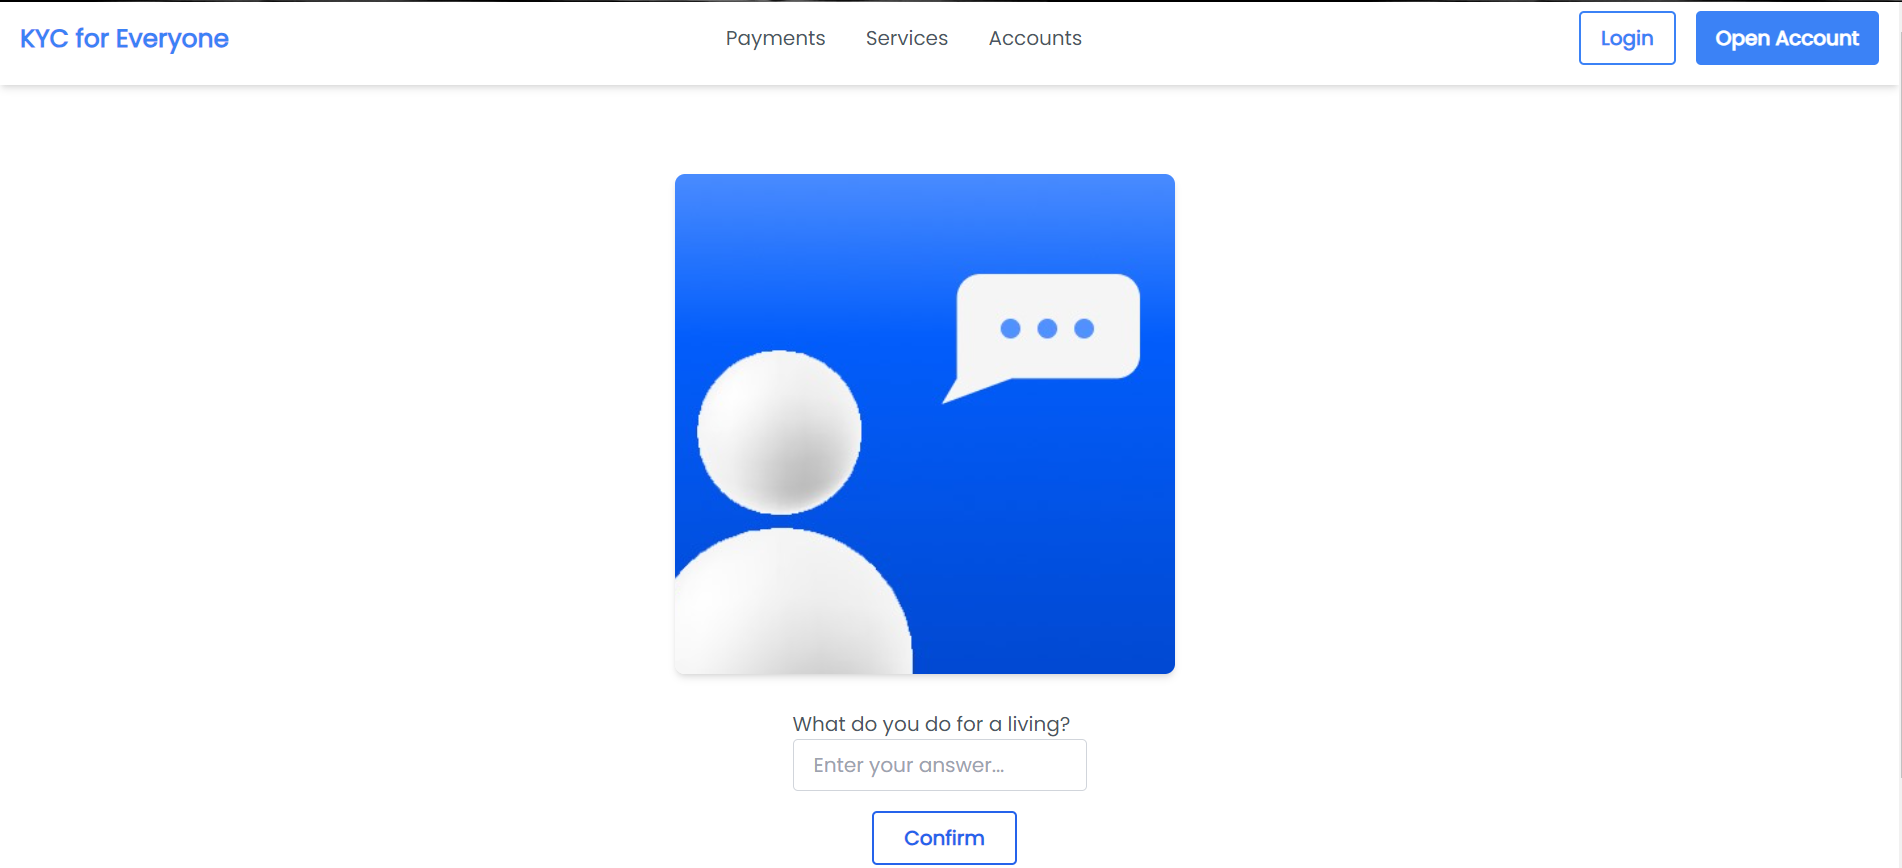 KYC for Everyone
Payments Services Accounts
Login Open Account
What do you do for a living?
Enter your answer...
Confirm